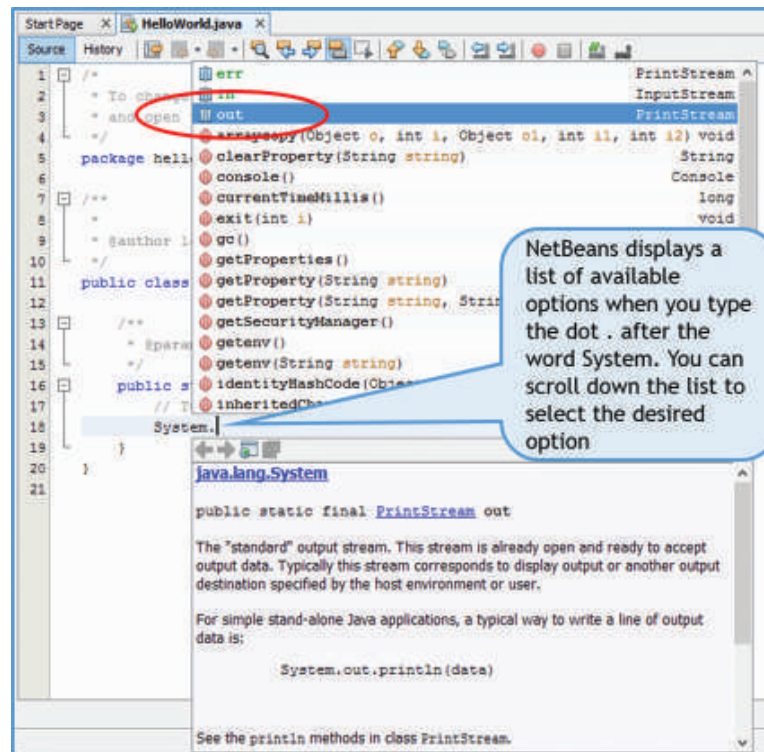 Start Page
HelloWorld.java
Source History
1 /*
2 * To change
3 * and open
4 */
5 package hell
6
7 /**
8 *
9 * @author l
10 */
11 public class
12
13 /**
14 * @param
15 */
16 public s
17 // T
18 System.
19 }
20 }
21
err PrintStream
in InputStream
out PrintStream
arraycopy(Object o, int i, Object o1, int i1, int i2) void
clearProperty(String string) String
console() Console
currentTimeMillis() long
exit(int i) void
gc()
getProperties()
getProperty(String string)
getProperty(String string, Strin
getSecurityManager()
getenv()
getenv(String string)
identityHashCode(Obje
inheritedCha
NetBeans displays a
list of available
options when you type
the dot . after the
word System. You can
scroll down the list to
select the desired
option
java.lang.System
public static final PrintStream out
The "standard" output stream. This stream is already open and ready to accept
output data. Typically this stream corresponds to display output or another output
destination specified by the host environment or user.
For simple stand-alone Java applications, a typical way to write a line of output
data is:
System.out.println(data)
See the println methods in class PrintStream.